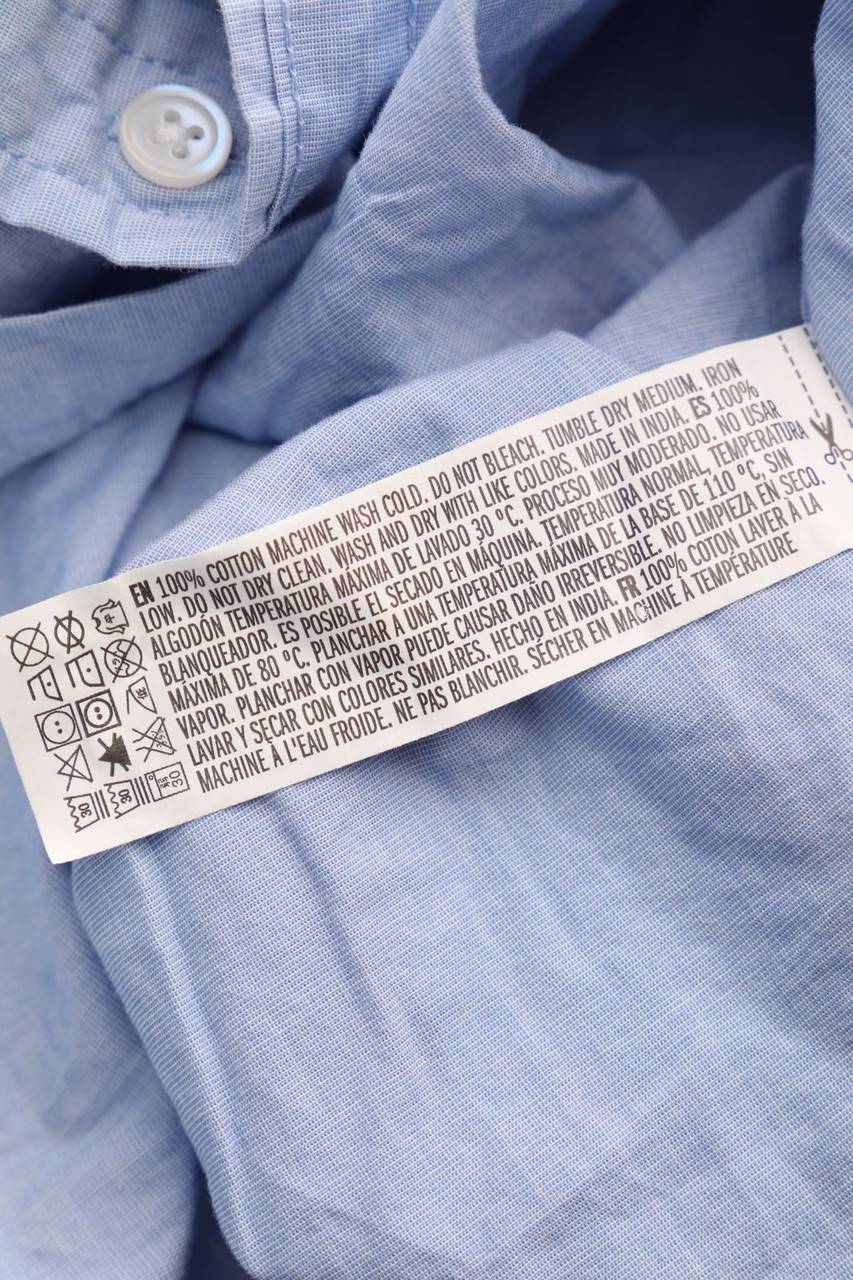 EN 100% COTTON MACHINE WASH COLD. DO NOT BLEACH. TUMBLE DRY MEDIUM. IRON
LOW. DO NOT DRY CLEAN. WASH AND DRY WITH LIKE COLORS. MADE IN INDIA. ES 100%
ALGODÓN TEMPERATURA MÁXIMA DE LAVADO 30 ºC. PROCESO MUY MODERADO. NO USAR
BLANQUEADOR. ES POSIBLE EL SECADO EN MÁQUINA, TEMPERATURA NORMAL, TEMPERATURA
MÁXIMA DE 80 ºC. PLANCHAR A UNA TEMPERATURA MÁXIMA DE LA BASE DE 110 ºC, SIN
VAPOR. PLANCHAR CON VAPOR PUEDE CAUSAR DAÑO IRREVERSIBLE. NO LIMPIEZA EN SECO.
LAVAR Y SECAR CON COLORES SIMILARES. HECHO EN INDIA. FR 100% COTON LAVER À LA
MACHINE À L'EAU FROIDE. NE PAS BLANCHIR. SÉCHER EN MACHINE À TEMPÉRATURE
30
30
30